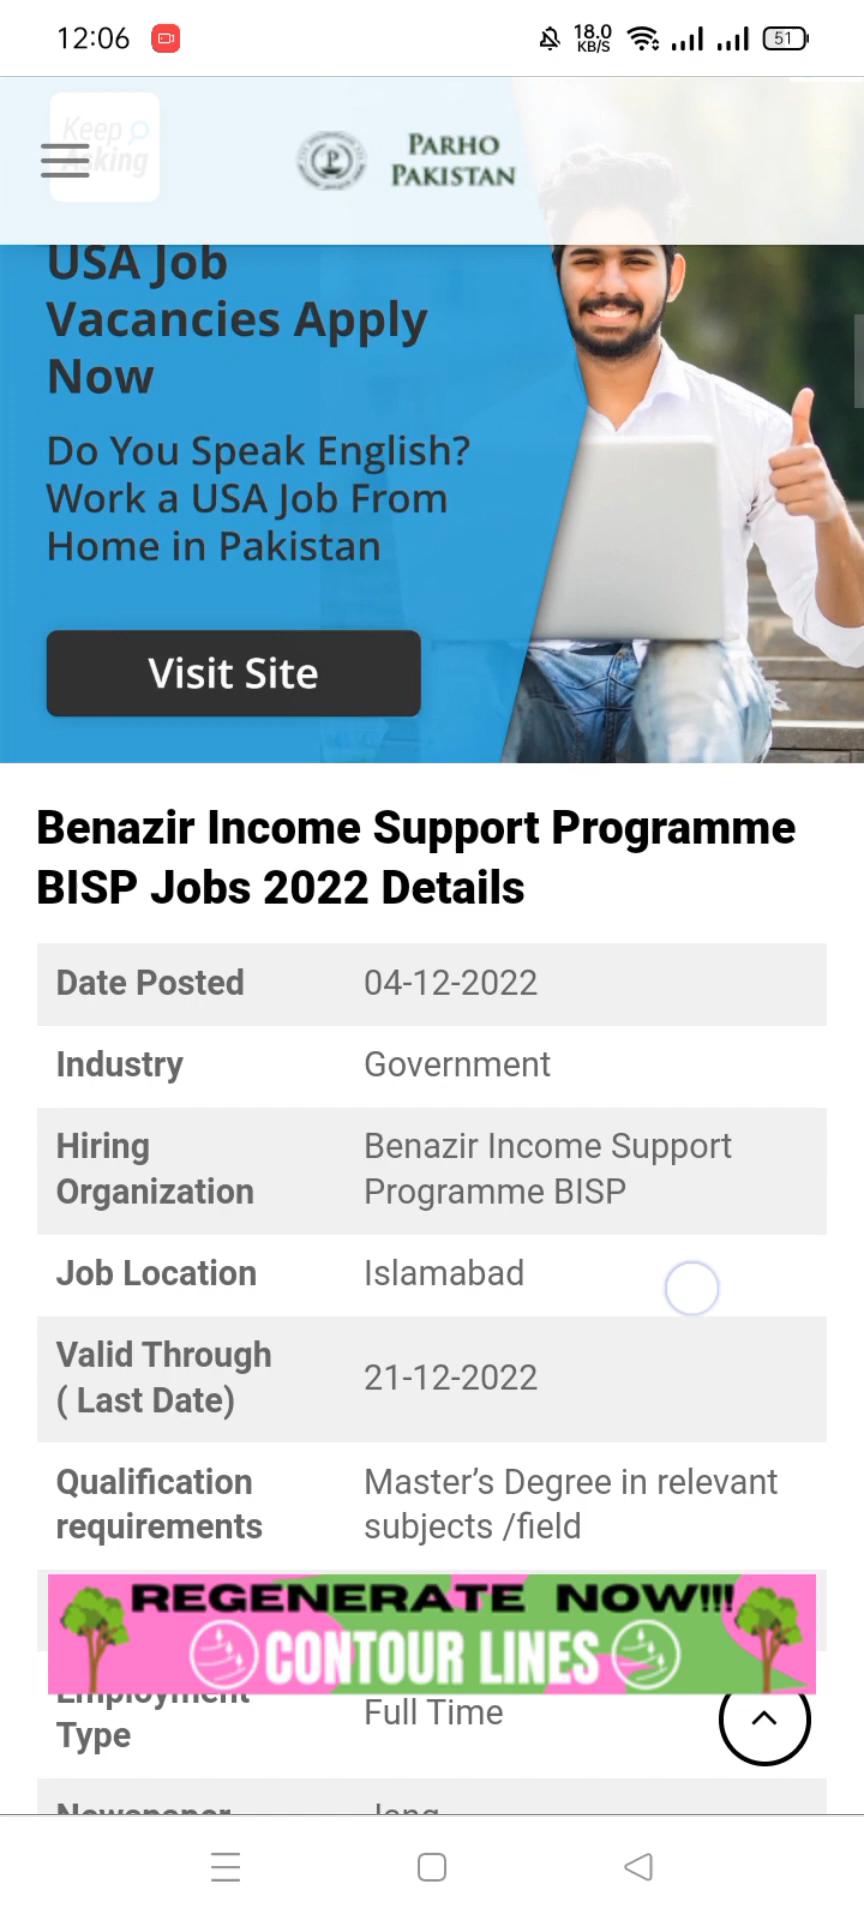 12:06
18.0
KB/S
51
Keep
Asking
PARHO
PAKISTAN
USA Job
Vacancies Apply
Now
Do You Speak English?
Work a USA Job From
Home in Pakistan
Visit Site
Benazir Income Support Programme
BISP Jobs 2022 Details
Date Posted 04-12-2022
Industry Government
Hiring Organization Benazir Income Support
Programme BISP
Job Location Islamabad
Valid Through
( Last Date) 21-12-2022
Qualification Master’s Degree in relevant
requirements subjects /field
REGENERATE NOW!!!
CONTOUR LINES
Employment
Type Full Time
Newspaper Jang